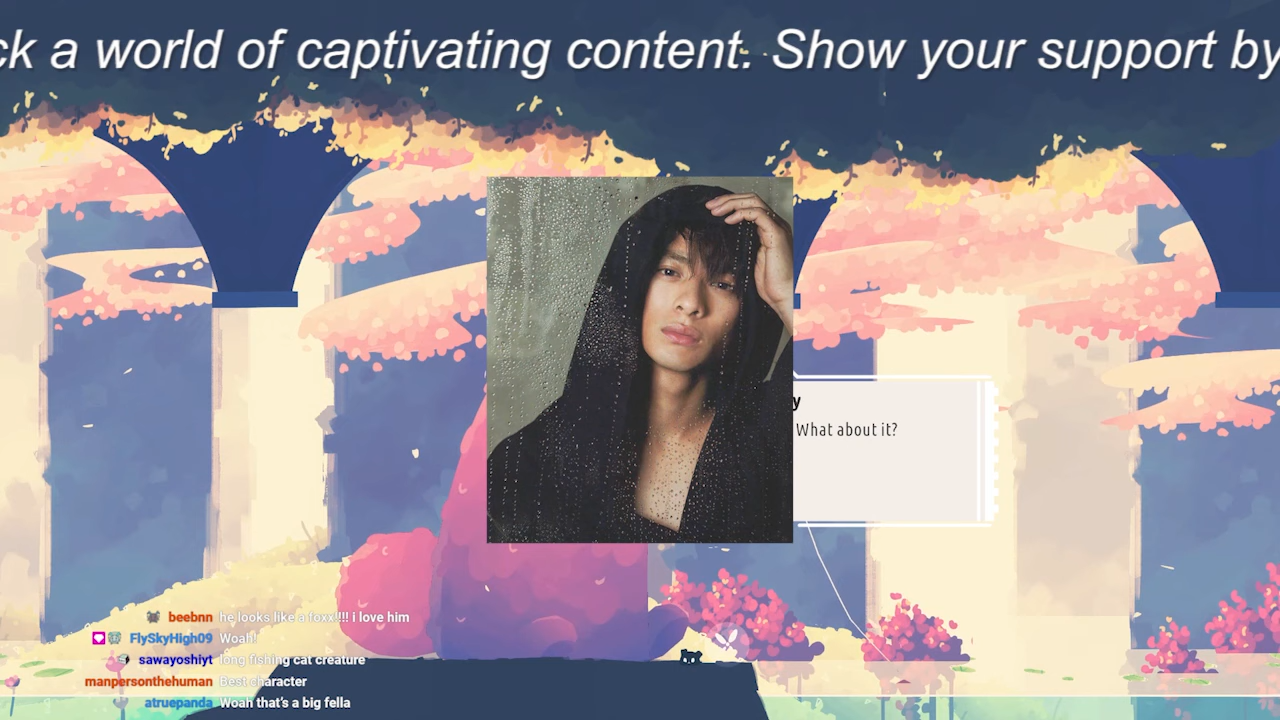 ck a world of captivating content. Show your support by
y
What about it?
beebnn he looks like a foxx!!!! i love him
FlySkyHigh09 Woah!
sawayoshiyt long fishing cat creature
manpersonthehuman Best character
atruepanda Woah that's a big fella